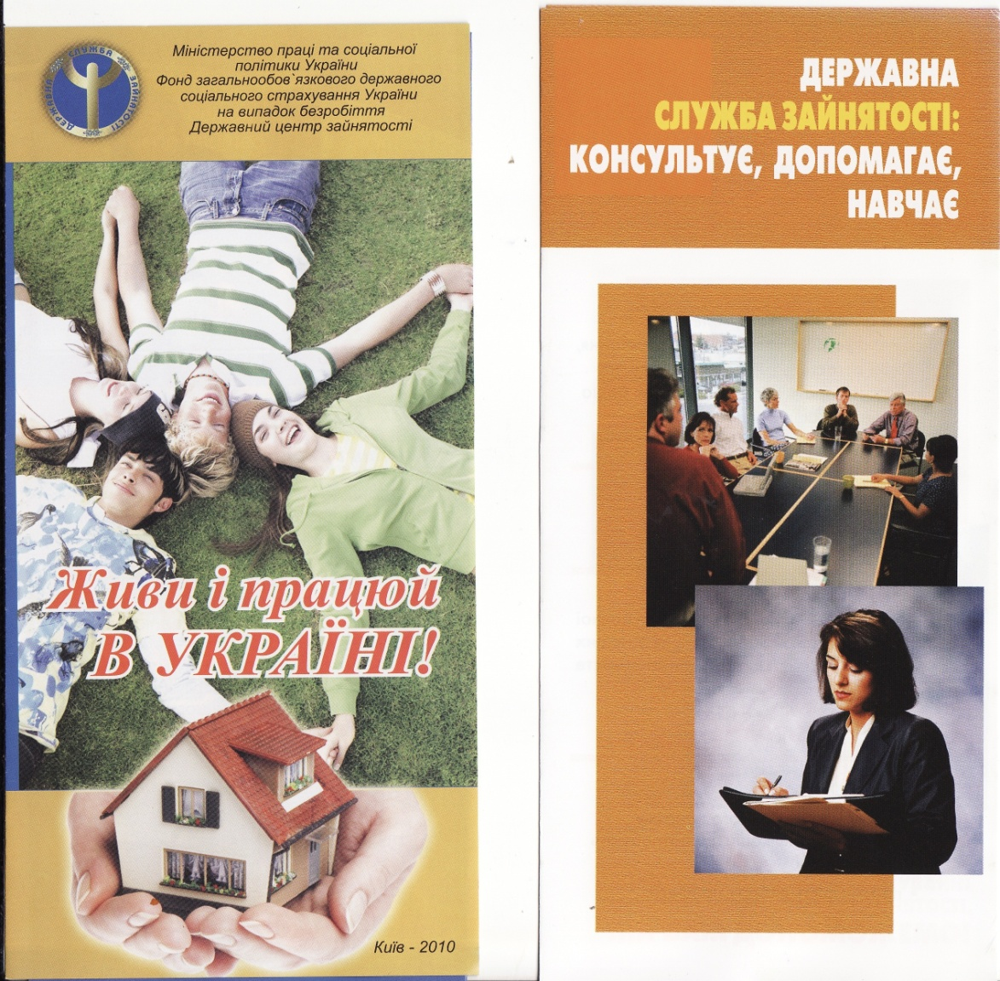 ДЕРЖАВНА СЛУЖБА ЗАЙНЯТОСТІ
Міністерство праці та соціальної
політики України
Фонд загальнообов`язкового державного
соціального страхування України
на випадок безробіття
Державний центр зайнятості
Живи і працюй
В УКРАЇНІ!
Київ - 2010
ДЕРЖАВНА
СЛУЖБА ЗАЙНЯТОСТІ:
КОНСУЛЬТУЄ, ДОПОМАГАЄ,
НАВЧАЄ